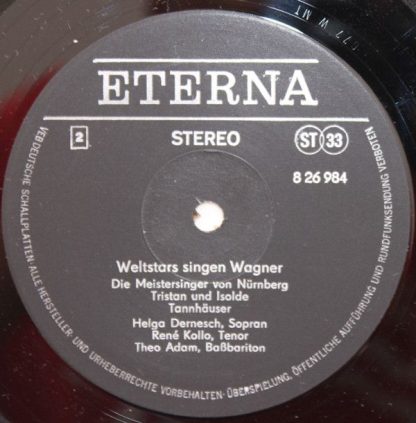 ETERNA
2
STEREO
ST 33
8 26 984
Weltstars singen Wagner
Die Meistersinger von Nürnberg
Tristan und Isolde
Tannhäuser
Helga Dernesch, Sopran
René Kollo, Tenor
Theo Adam, Baßbariton
VEB DEUTSCHE SCHALLPLATTEN · ALLE HERSTELLER- UND URHEBERRECHTE VORBEHALTEN · ÜBERSPIELUNG, ÖFFENTLICHE AUFFÜHRUNG UND RUNDFUNKSENDUNG VERBOTEN